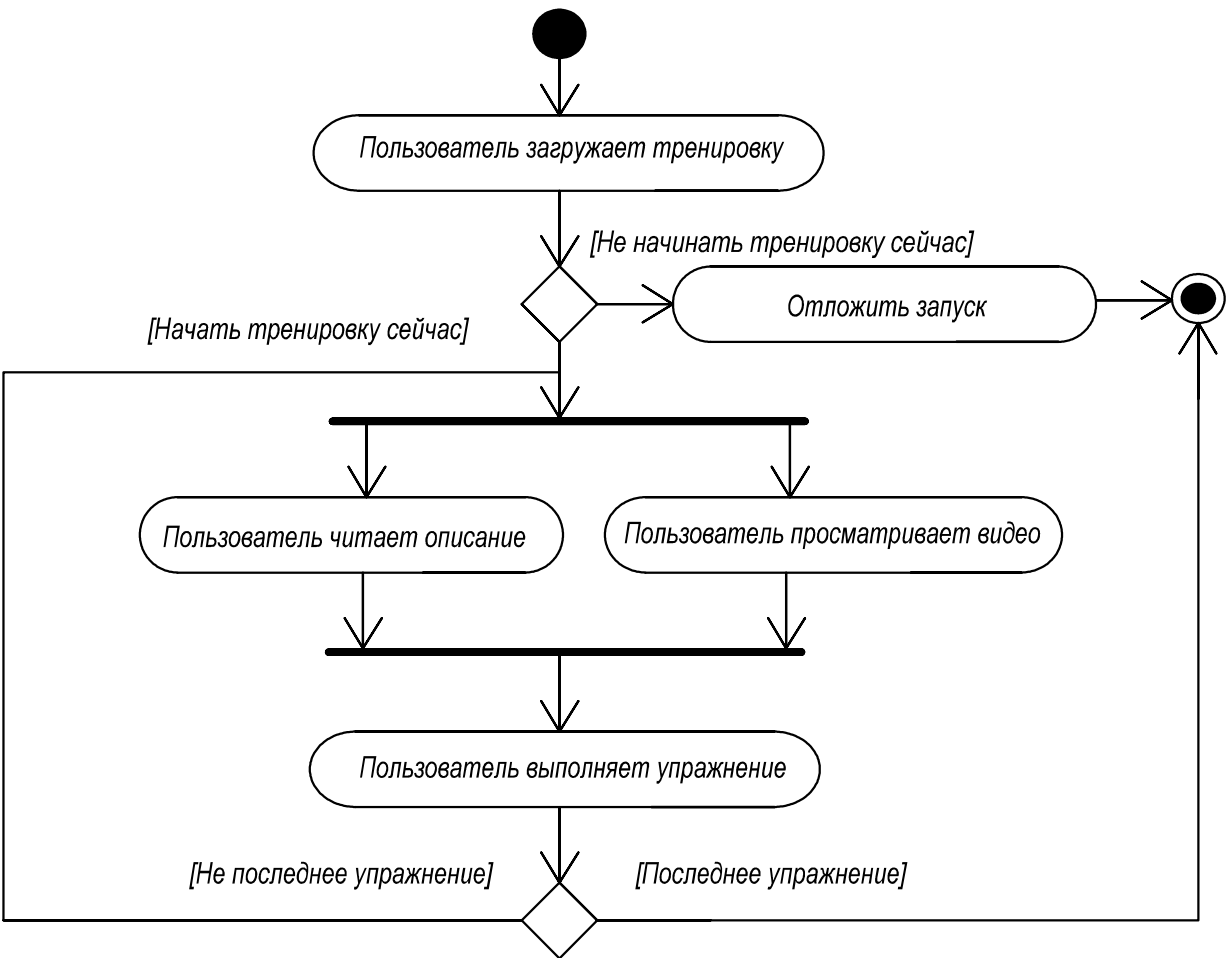 Пользователь загружает тренировку
[Не начинать тренировку сейчас]
Отложить запуск
[Начать тренировку сейчас]
Пользователь читает описание
Пользователь просматривает видео
Пользователь выполняет упражнение
[Не последнее упражнение]
[Последнее упражнение]